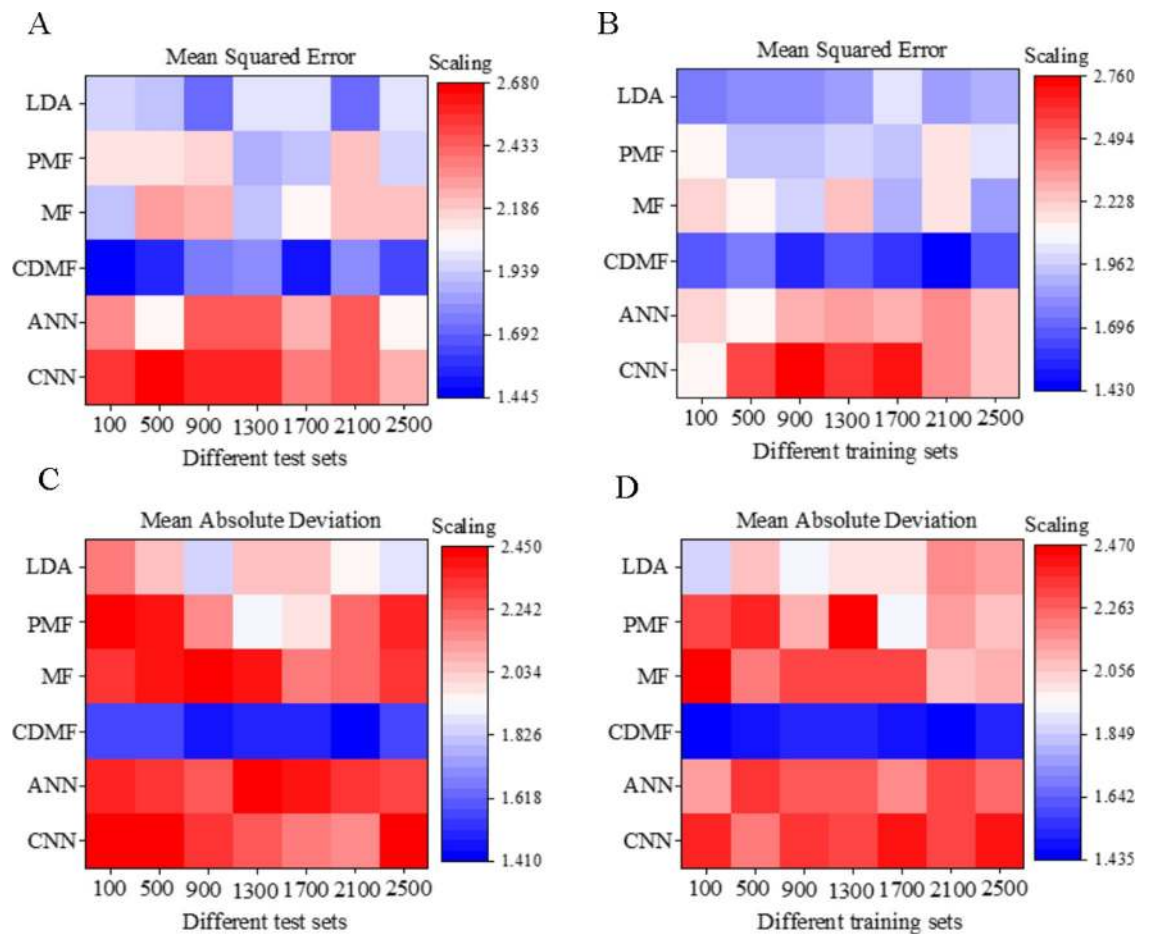 A
Mean Squared Error
Scaling
LDA
PMF
MF
CDMF
ANN
CNN
2.680
2.433
2.186
1.939
1.692
1.445
100 500 900 1300 1700 2100 2500
Different test sets
B
Mean Squared Error
Scaling
LDA
PMF
MF
CDMF
ANN
CNN
2.760
2.494
2.228
1.962
1.696
1.430
100 500 900 1300 1700 2100 2500
Different training sets
C
Mean Absolute Deviation
Scaling
LDA
PMF
MF
CDMF
ANN
CNN
2.450
2.242
2.034
1.826
1.618
1.410
100 500 900 1300 1700 2100 2500
Different test sets
D
Mean Absolute Deviation
Scaling
LDA
PMF
MF
CDMF
ANN
CNN
2.470
2.263
2.056
1.849
1.642
1.435
100 500 900 1300 1700 2100 2500
Different training sets